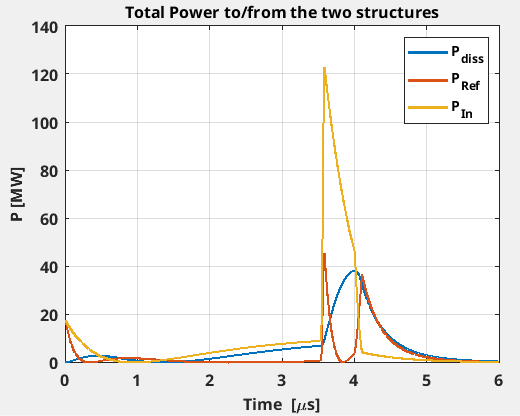 Total Power to/from the two structures
140
120
100
80
60
40
20
0
P [MW]
P_diss
P_Ref
P_In
0 1 2 3 4 5 6
Time [μs]